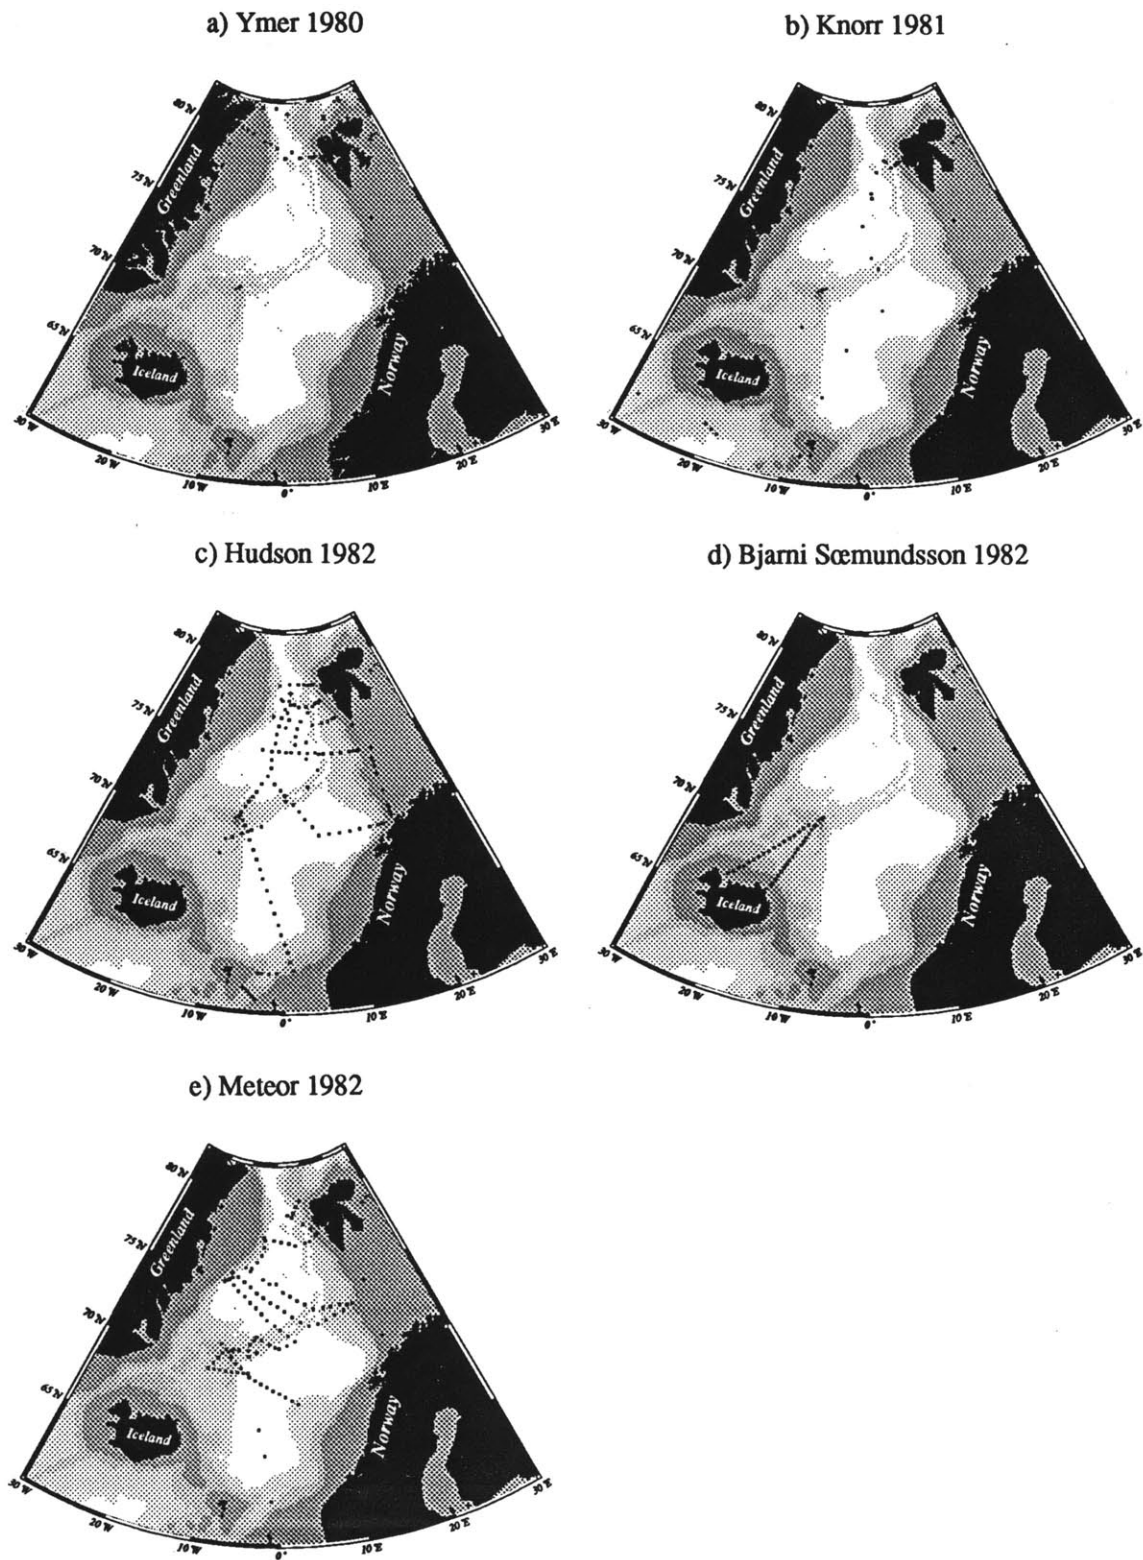 a) Ymer 1980
b) Knorr 1981
80°N
75°N
70°N
65°N
30°W
20°W
10°W
0°
10°E
20°E
30°E
Greenland
Iceland
Norway
80°N
75°N
70°N
65°N
30°W
20°W
10°W
0°
10°E
20°E
30°E
Greenland
Iceland
Norway
c) Hudson 1982
d) Bjarni Sœmundsson 1982
80°N
75°N
70°N
65°N
30°W
20°W
10°W
0°
10°E
20°E
30°E
Greenland
Iceland
Norway
80°N
75°N
70°N
65°N
30°W
20°W
10°W
0°
10°E
20°E
30°E
Greenland
Iceland
Norway
e) Meteor 1982
80°N
75°N
70°N
65°N
30°W
20°W
10°W
0°
10°E
20°E
30°E
Greenland
Iceland
Norway